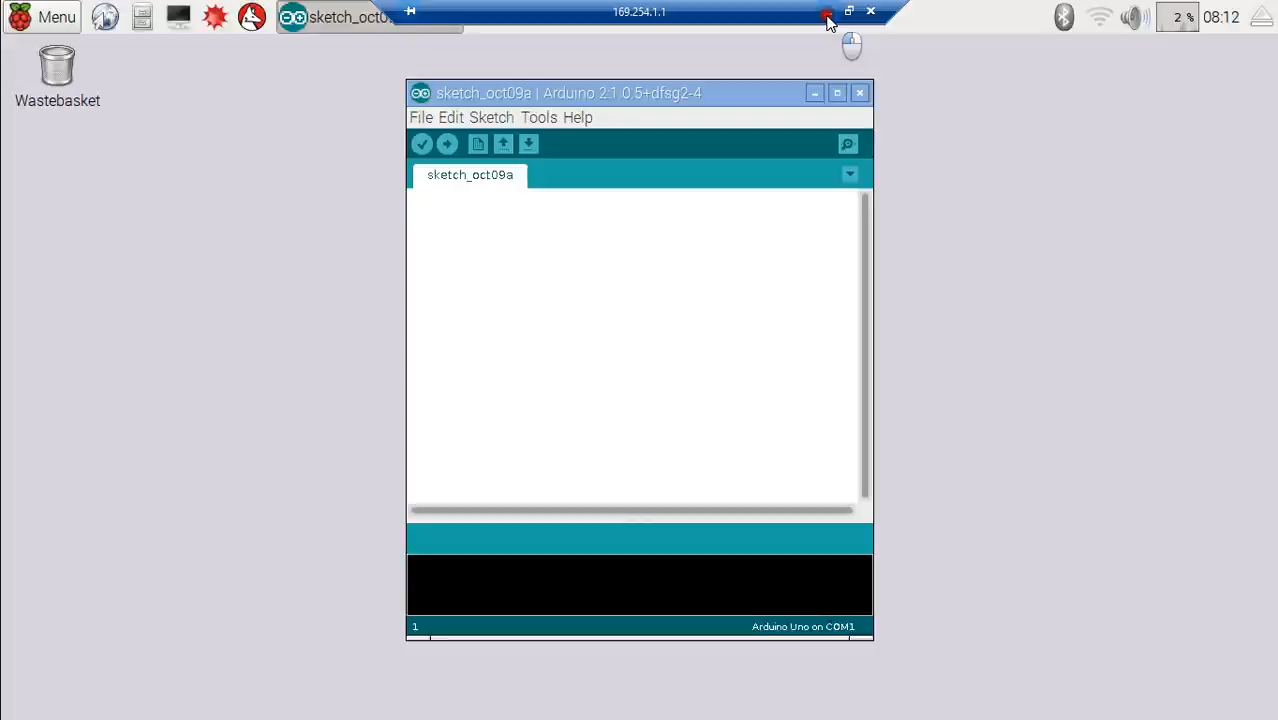 Menu
sketch_oct0
169.254.1.1
2 %
08:12
Wastebasket
sketch_oct09a | Arduino 2:1.0.5+dfsg2-4
File Edit Sketch Tools Help
sketch_oct09a
1
Arduino Uno on COM1